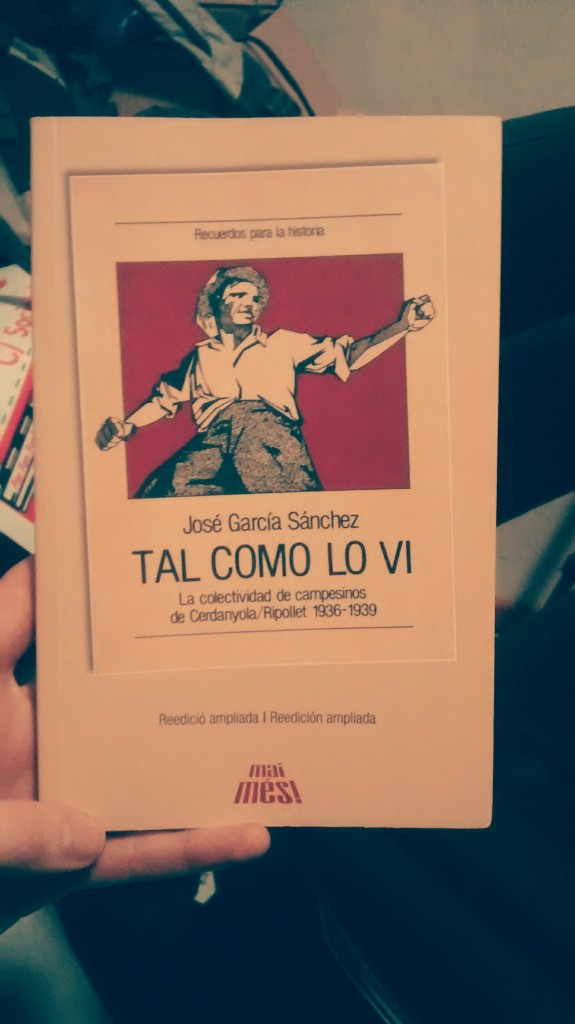 Recuerdos para la historia
José García Sánchez
TAL COMO LO VI
La colectividad de campesinos
de Cerdanyola/Ripollet 1936-1939
Reedició ampliada | Reedición ampliada
mai
més!